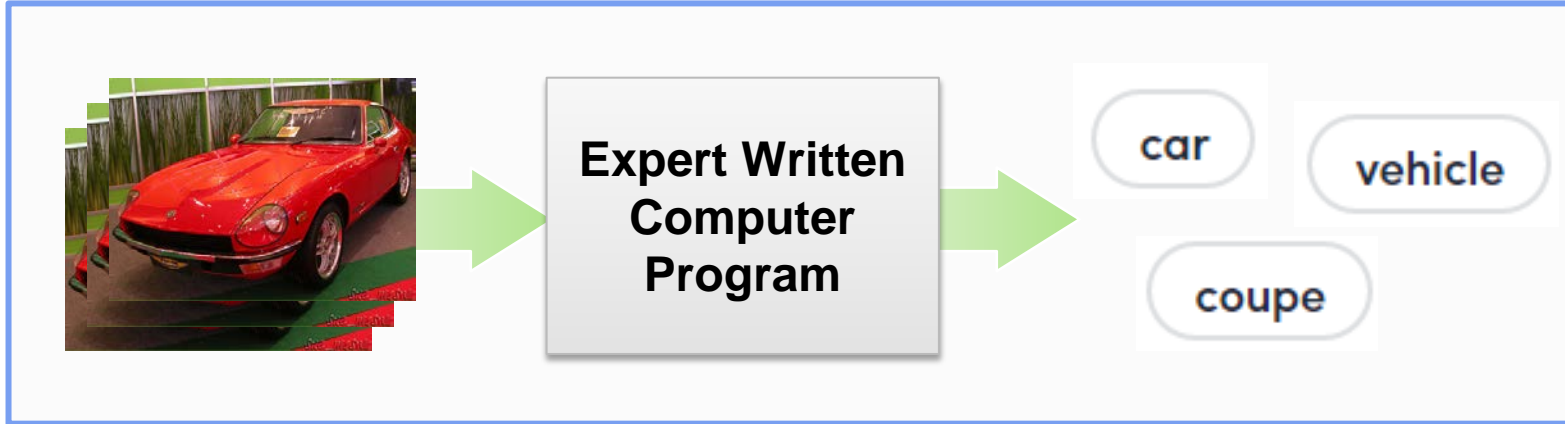 Expert Written
Computer
Program
car
vehicle
coupe